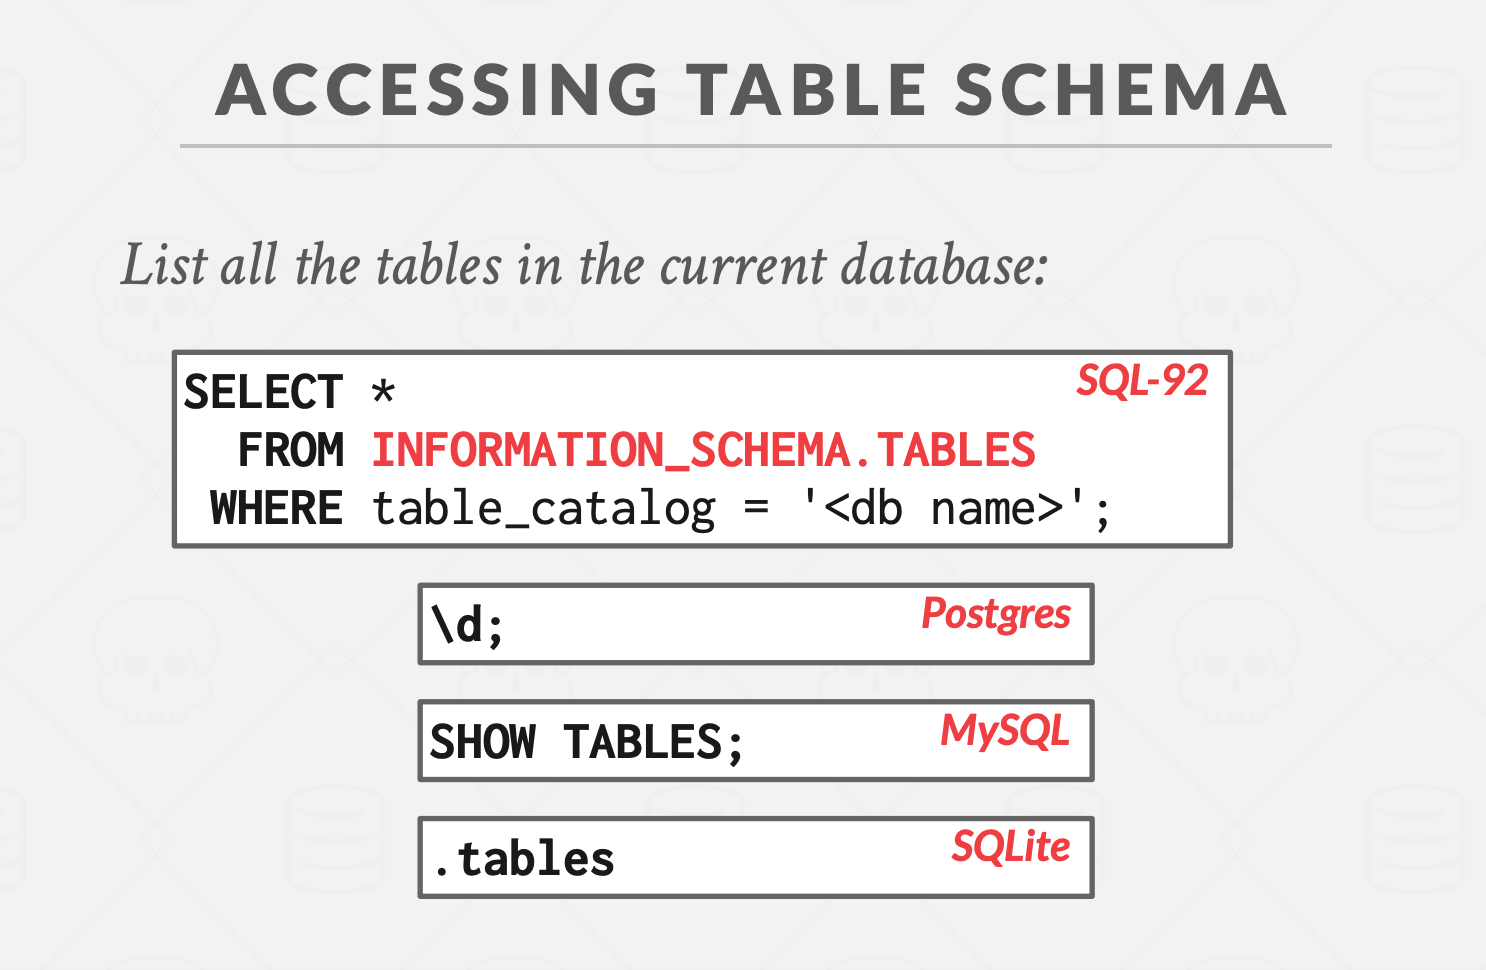 ACCESSING TABLE SCHEMA
List all the tables in the current database:
SELECT * SQL-92
FROM INFORMATION_SCHEMA.TABLES
WHERE table_catalog = '<db name>';
\d; Postgres
SHOW TABLES; MySQL
.tables SQLite